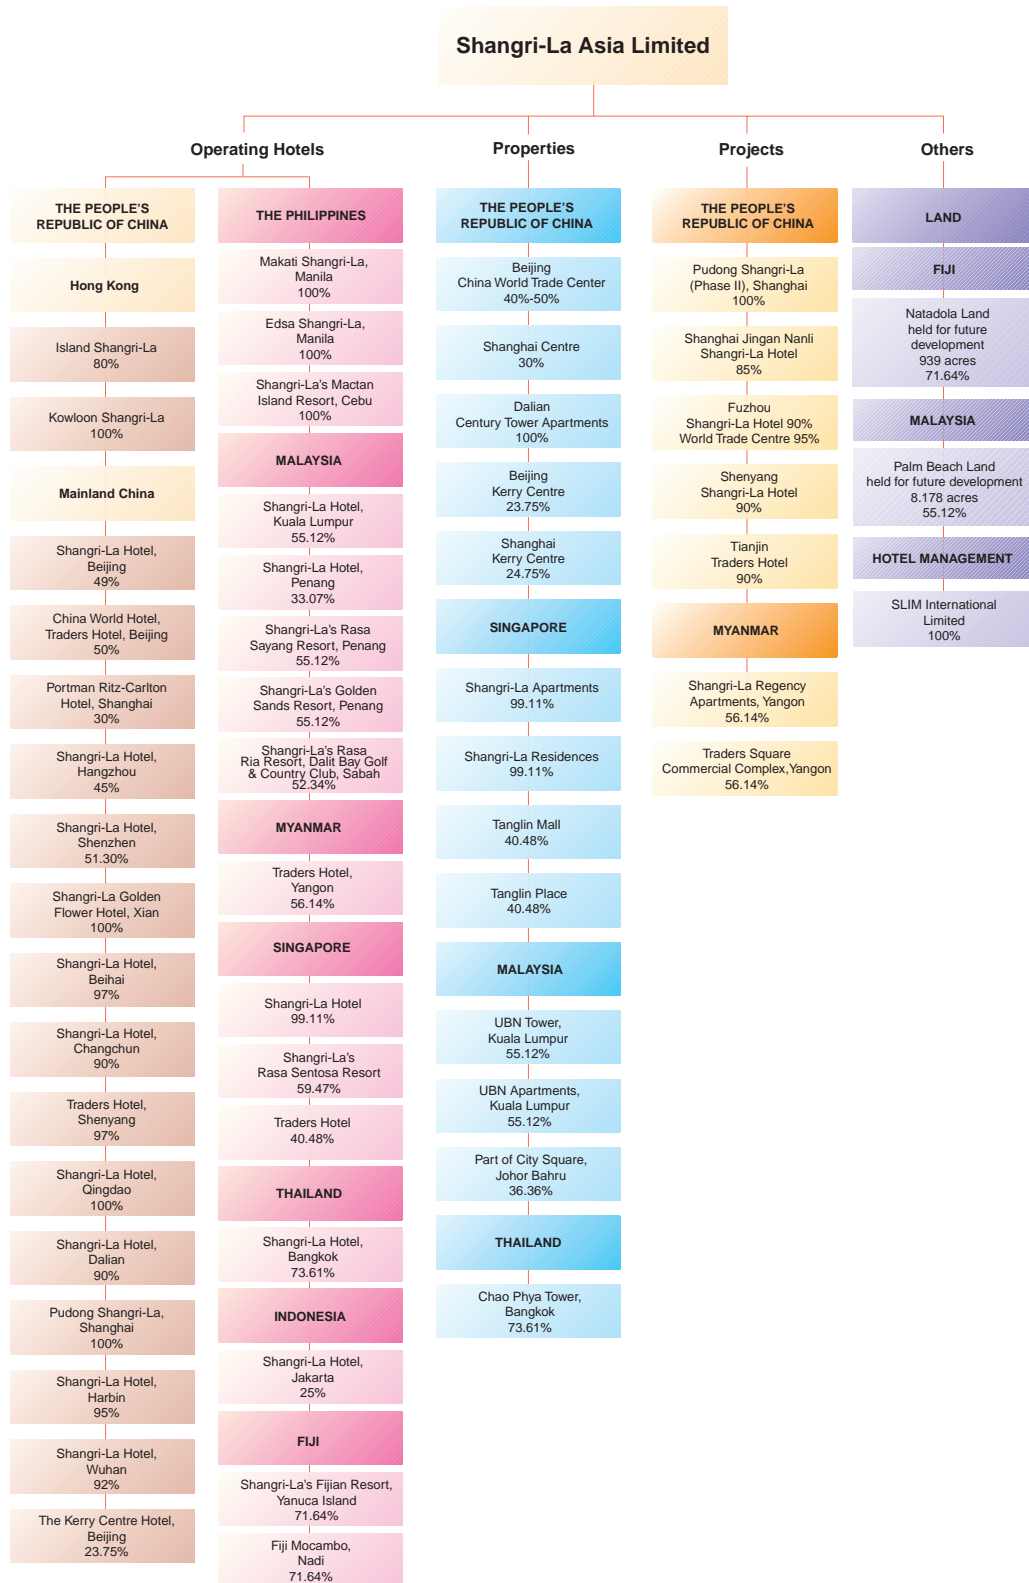 Shangri-La Asia Limited
Operating Hotels
THE PEOPLE'S
REPUBLIC OF CHINA
Hong Kong
Island Shangri-La
80%
Kowloon Shangri-La
100%
Mainland China
Shangri-La Hotel,
Beijing
49%
China World Hotel,
Traders Hotel, Beijing
50%
Portman Ritz-Carlton
Hotel, Shanghai
30%
Shangri-La Hotel,
Hangzhou
45%
Shangri-La Hotel,
Shenzhen
51.30%
Shangri-La Golden
Flower Hotel, Xian
100%
Shangri-La Hotel,
Beihai
97%
Shangri-La Hotel,
Changchun
90%
Traders Hotel,
Shenyang
97%
Shangri-La Hotel,
Qingdao
100%
Shangri-La Hotel,
Dalian
90%
Pudong Shangri-La,
Shanghai
100%
Shangri-La Hotel,
Harbin
95%
Shangri-La Hotel,
Wuhan
92%
The Kerry Centre Hotel,
Beijing
23.75%
THE PHILIPPINES
Makati Shangri-La,
Manila
100%
Edsa Shangri-La,
Manila
100%
Shangri-La's Mactan
Island Resort, Cebu
100%
MALAYSIA
Shangri-La Hotel,
Kuala Lumpur
55.12%
Shangri-La Hotel,
Penang
33.07%
Shangri-La's Rasa
Sayang Resort, Penang
55.12%
Shangri-La's Golden
Sands Resort, Penang
55.12%
Shangri-La's Rasa
Ria Resort, Dalit Bay Golf
& Country Club, Sabah
52.34%
MYANMAR
Traders Hotel,
Yangon
56.14%
SINGAPORE
Shangri-La Hotel
99.11%
Shangri-La's
Rasa Sentosa Resort
59.47%
Traders Hotel
40.48%
THAILAND
Shangri-La Hotel,
Bangkok
73.61%
INDONESIA
Shangri-La Hotel,
Jakarta
25%
FIJI
Shangri-La's Fijian Resort,
Yanuca Island
71.64%
Fiji Mocambo,
Nadi
71.64%
Properties
THE PEOPLE'S
REPUBLIC OF CHINA
Beijing
China World Trade Center
40%-50%
Shanghai Centre
30%
Dalian
Century Tower Apartments
100%
Beijing
Kerry Centre
23.75%
Shanghai
Kerry Centre
24.75%
SINGAPORE
Shangri-La Apartments
99.11%
Shangri-La Residences
99.11%
Tanglin Mall
40.48%
Tanglin Place
40.48%
MALAYSIA
UBN Tower,
Kuala Lumpur
55.12%
UBN Apartments,
Kuala Lumpur
55.12%
Part of City Square,
Johor Bahru
36.36%
THAILAND
Chao Phya Tower,
Bangkok
73.61%
Projects
THE PEOPLE'S
REPUBLIC OF CHINA
Pudong Shangri-La
(Phase II), Shanghai
100%
Shanghai Jingan Nanli
Shangri-La Hotel
85%
Fuzhou
Shangri-La Hotel 90%
World Trade Centre 95%
Shenyang
Shangri-La Hotel
90%
Tianjin
Traders Hotel
90%
MYANMAR
Shangri-La Regency
Apartments, Yangon
56.14%
Traders Square
Commercial Complex,Yangon
56.14%
Others
LAND
FIJI
Natadola Land
held for future
development
939 acres
71.64%
MALAYSIA
Palm Beach Land
held for future development
8.178 acres
55.12%
HOTEL MANAGEMENT
SLIM International
Limited
100%